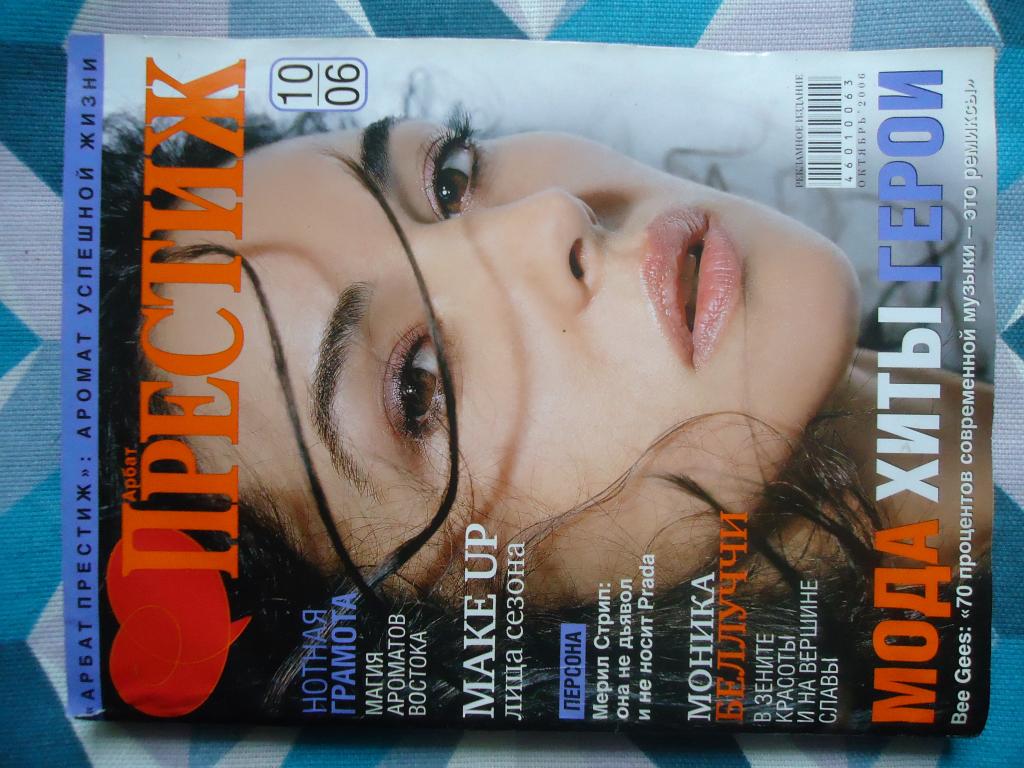 « АРБАТ ПРЕСТИЖ»: АРОМАТ УСПЕШНОЙ ЖИЗНИ
Арбат
ПРЕСТИЖ
10
06
НОТНАЯ
ГРАМОТА
МАГИЯ
АРОМАТОВ
ВОСТОКА
MAKE UP
лица сезона
ПЕРСОНА
Мерил Стрип:
она не дьявол
и не носит Prada
МОНИКА
БЕЛЛУЧЧИ
В ЗЕНИТЕ
КРАСОТЫ
И НА ВЕРШИНЕ
СЛАВЫ
РЕКЛАМНОЕ ИЗДАНИЕ
46010063
ОКТЯБРЬ'2006
МОДА ХИТЫ ГЕРОИ
Bee Gees: «70 процентов современной музыки – это ремиксы»